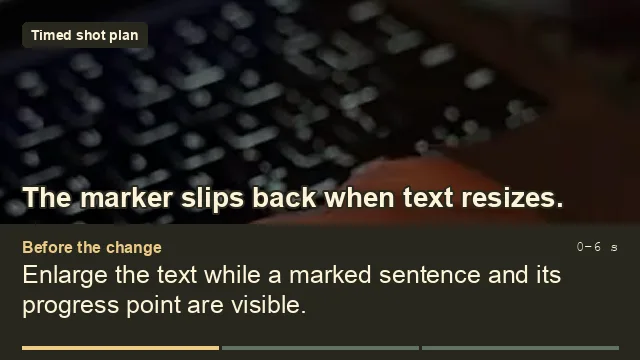 Timed shot plan
The marker slips back when text resizes.
Before the change
0–6 s
Enlarge the text while a marked sentence and its
progress point are visible.